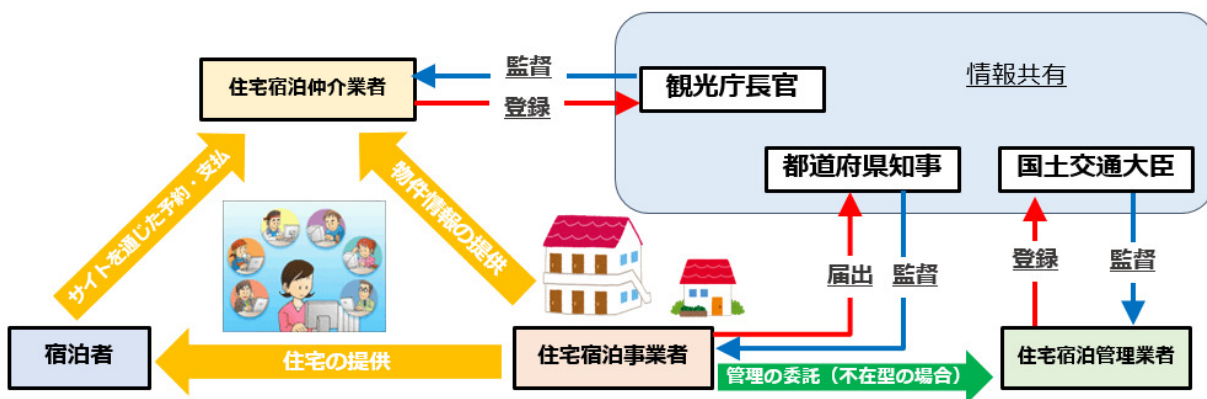 監督
情報共有
住宅宿泊仲介業者
観光庁長官
登録
都道府県知事
国土交通大臣
サイトを通じた予約・支払
物件情報の提供
届出
監督
登録
監督
宿泊者
住宅の提供
住宅宿泊事業者
住宅宿泊管理業者
管理の委託（不在型の場合）